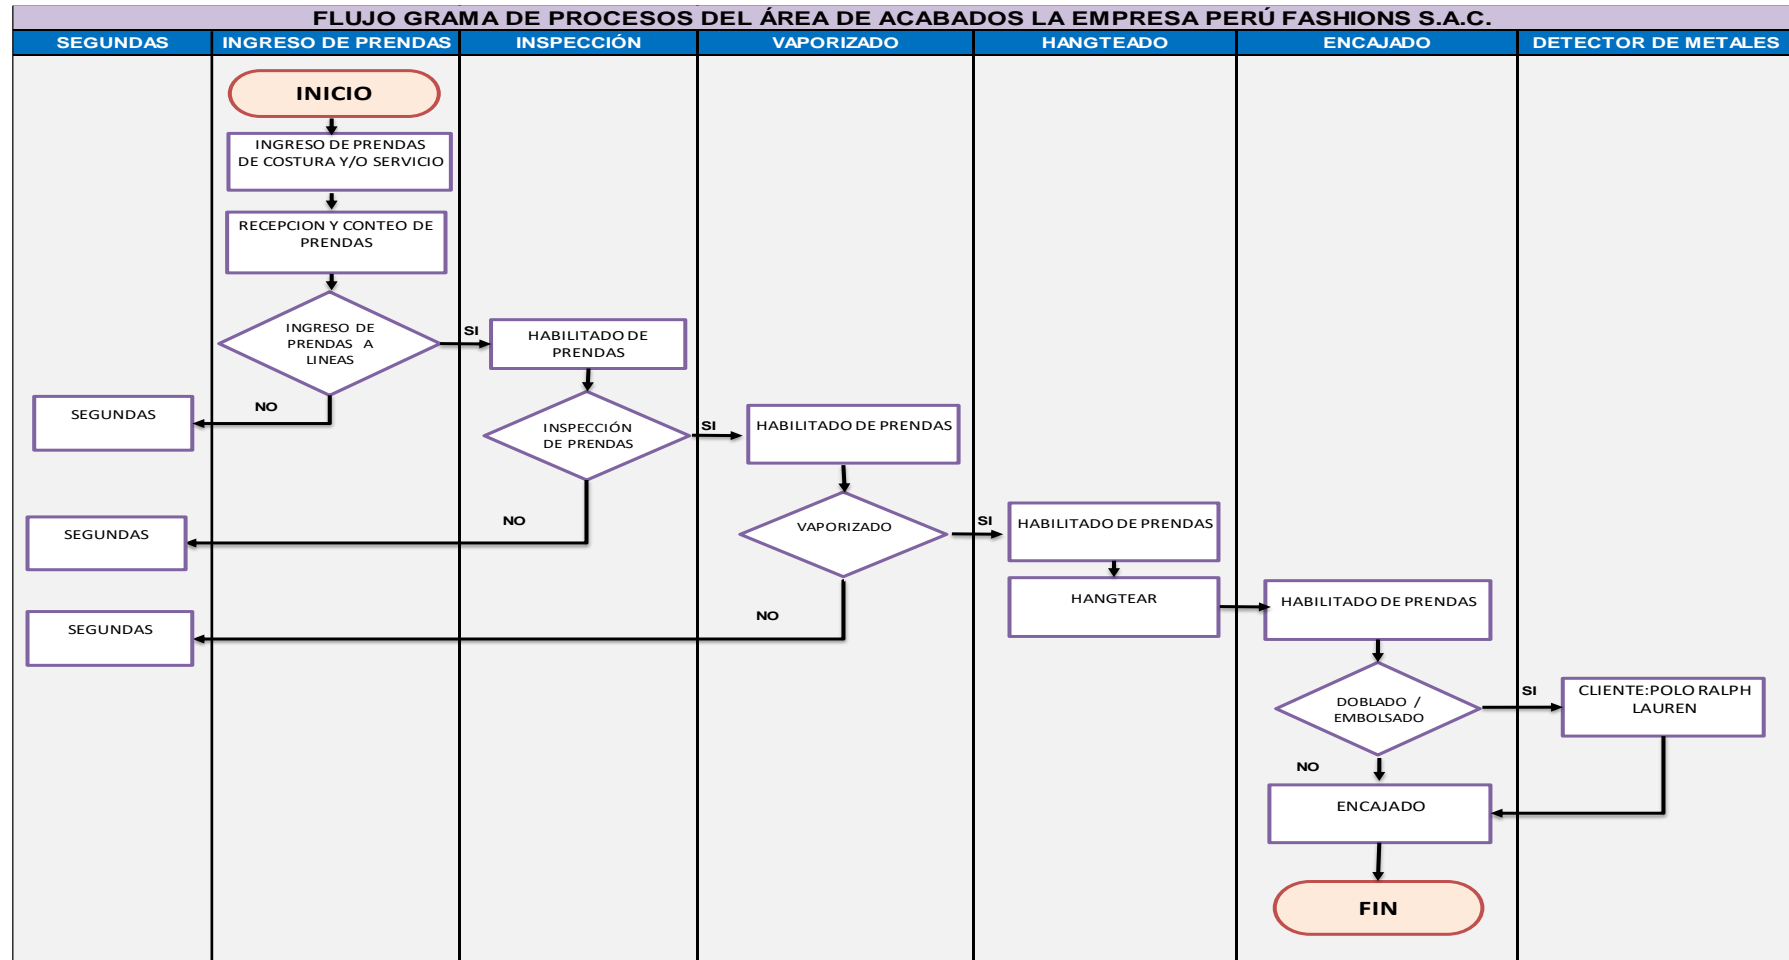 FLUJO GRAMA DE PROCESOS DEL ÁREA DE ACABADOS LA EMPRESA PERÚ FASHIONS S.A.C.
SEGUNDAS
INGRESO DE PRENDAS
INSPECCIÓN
VAPORIZADO
HANGTEADO
ENCAJADO
DETECTOR DE METALES
INICIO
INGRESO DE PRENDAS
DE COSTURA Y/O SERVICIO
RECEPCION Y CONTEO DE
PRENDAS
INGRESO DE
PRENDAS A
LINEAS
SI
HABILITADO DE
PRENDAS
NO
SEGUNDAS
INSPECCIÓN
DE PRENDAS
SI
HABILITADO DE PRENDAS
NO
SEGUNDAS
VAPORIZADO
SI
HABILITADO DE PRENDAS
NO
SEGUNDAS
HANGTEAR
HABILITADO DE PRENDAS
DOBLADO /
EMBOLSADO
SI
CLIENTE:POLO RALPH
LAUREN
NO
ENCAJADO
FIN